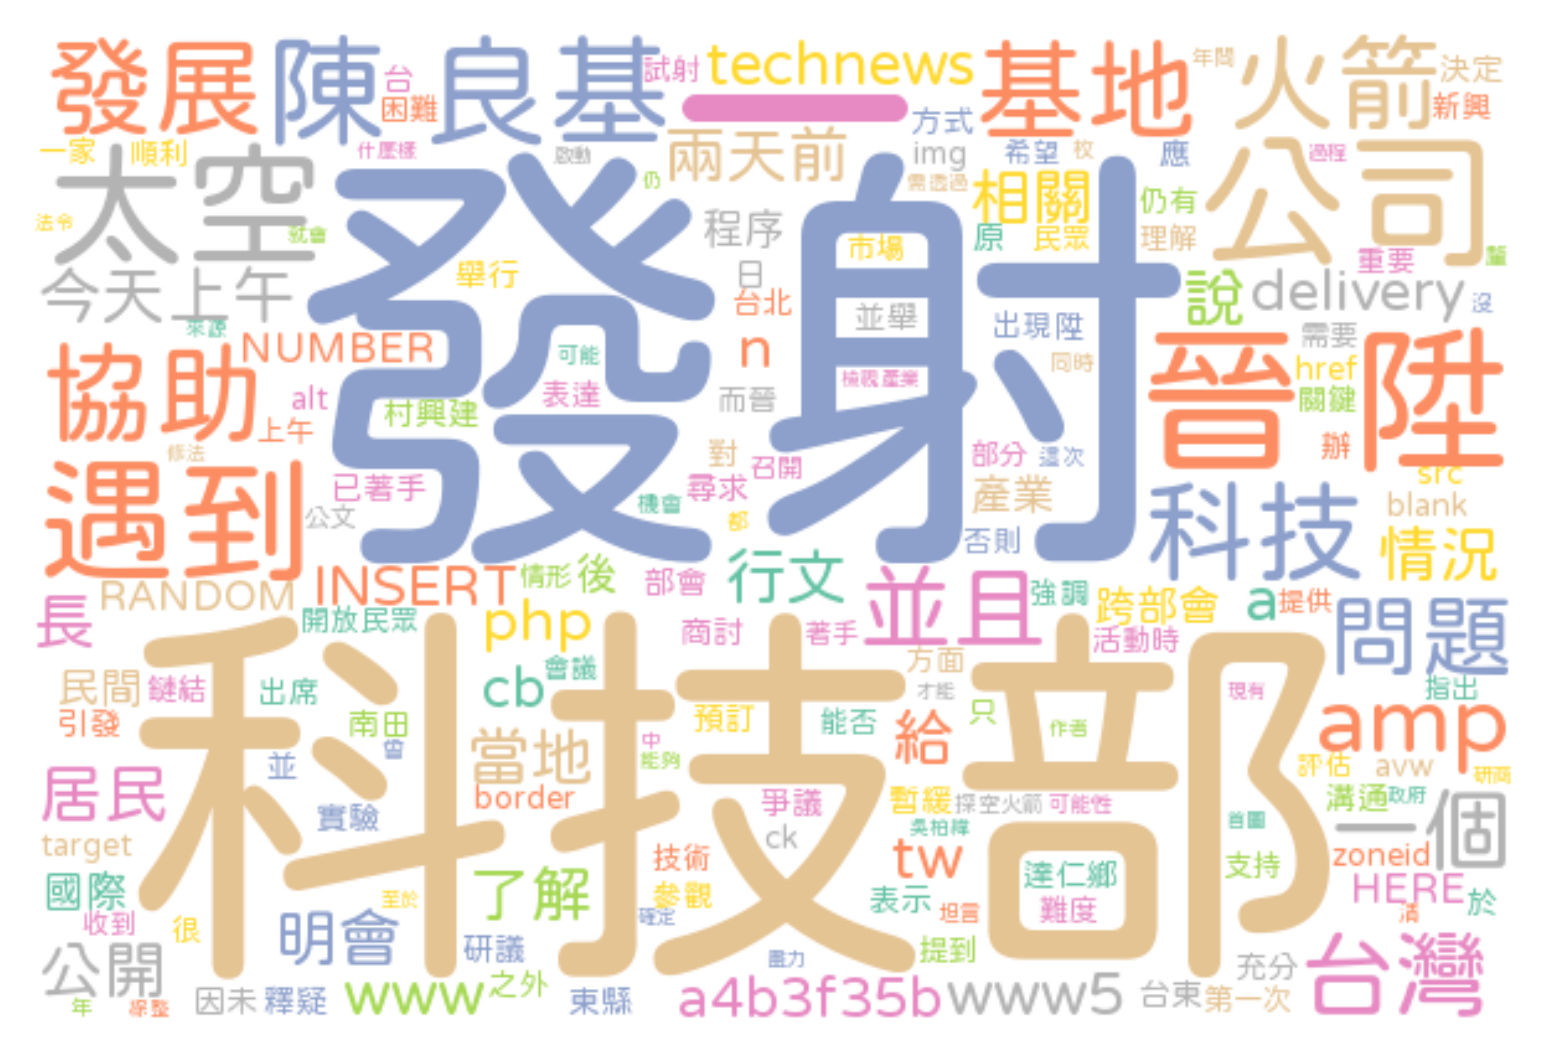 發展
陳良基
台
困難
試射
technews
基地
年間
火箭
決定
新興
一家
順利
什麼樣
啟動
兩天前
方式
img
希望
枚
應
過程
公司
太空
法令
就會
仍
需透過
相關
仍有
原
民眾
理解
重要
發射
程序
市場
今天上午
舉行
日
台北
並舉
出現陞
說
delivery
沒
來源
NUMBER
可能
n
同時
需要
晉陞
href
關鍵
協助
alt
上午
村興建
表達
而晉
檢視產業
辦
修法
對
召開
部分
這次
src
遇到
已著手
公文
機會
尋求
都
產業
否則
科技
blank
情況
RANDOM
INSERT
情形
後
部會
行文
並且
強調
跨部會
a
提供
問題
長
開放民眾
php
商討
著手
活動時
民間
鏈結
出席
cb
會議
方面
才能
現有
指出
引發
南田
曾
並
科技部
當地
中
能夠
預訂
能否
給
只
作者
amp
居民
實驗
border
爭議
ck
暫緩
探空火箭
可能性
評估
avw
研商
溝通
政府
一個
target
吳柏緯
首圖
技術
tw
zoneid
國際
至於
了解
參觀
表示
達仁鄉
支持
HERE
於
收到
很
明會
研議
確定
坦言
難度
提到
公開
盡力
充分
台灣
年
因未
釋疑
www
之外
東縣
a4b3f35b
www5
台東
第一次